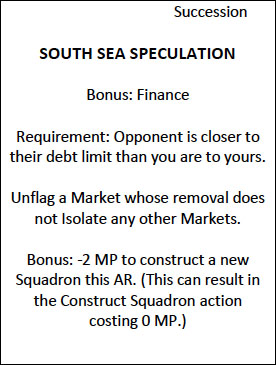 Succession
SOUTH SEA SPECULATION
Bonus: Finance
Requirement: Opponent is closer to
their debt limit than you are to yours.
Unflag a Market whose removal does
not Isolate any other Markets.
Bonus: -2 MP to construct a new
Squadron this AR. (This can result in
the Construct Squadron action
costing 0 MP.)